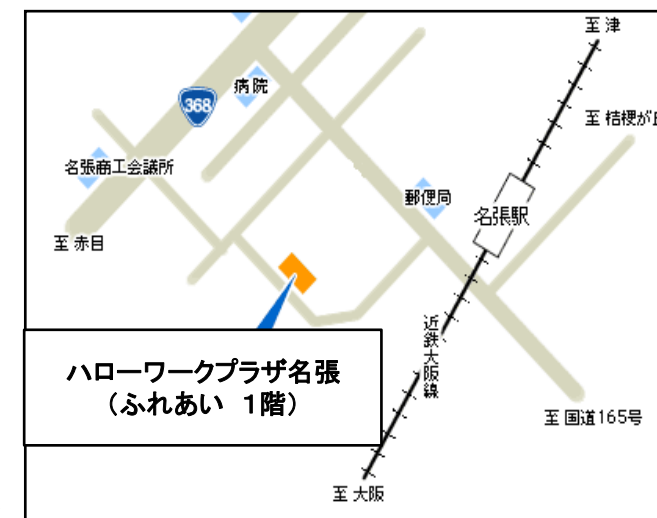 至 津
病院
368
至 桔梗が丘
名張商工会議所
郵便局
名張駅
至 赤目
近鉄大阪線
ハローワークプラザ名張
（ふれあい　1階）
至 国道165号
至 大阪